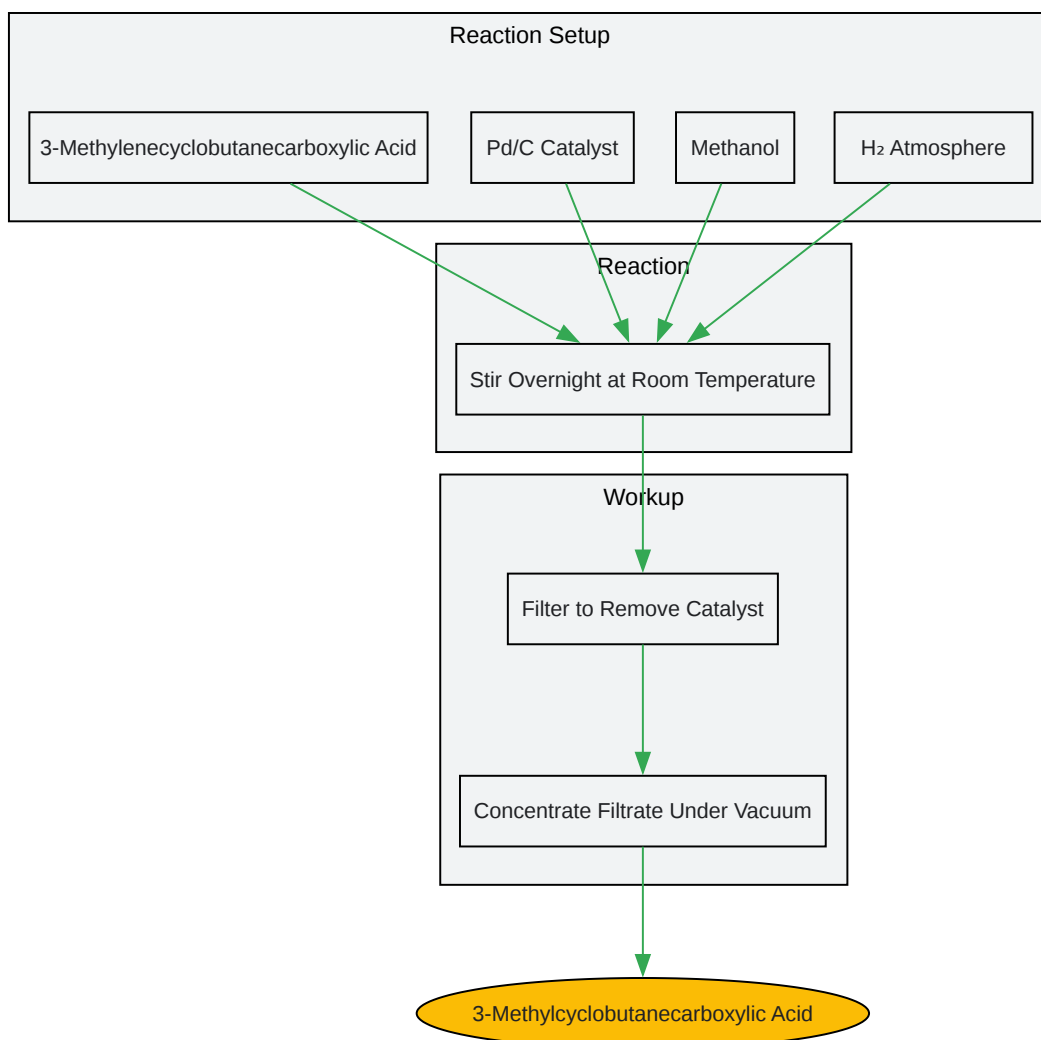 Reaction Setup
3-Methylenecyclobutanecarboxylic Acid
Pd/C Catalyst
Methanol
H₂ Atmosphere
Reaction
Stir Overnight at Room Temperature
Workup
Filter to Remove Catalyst
Concentrate Filtrate Under Vacuum
3-Methylcyclobutanecarboxylic Acid